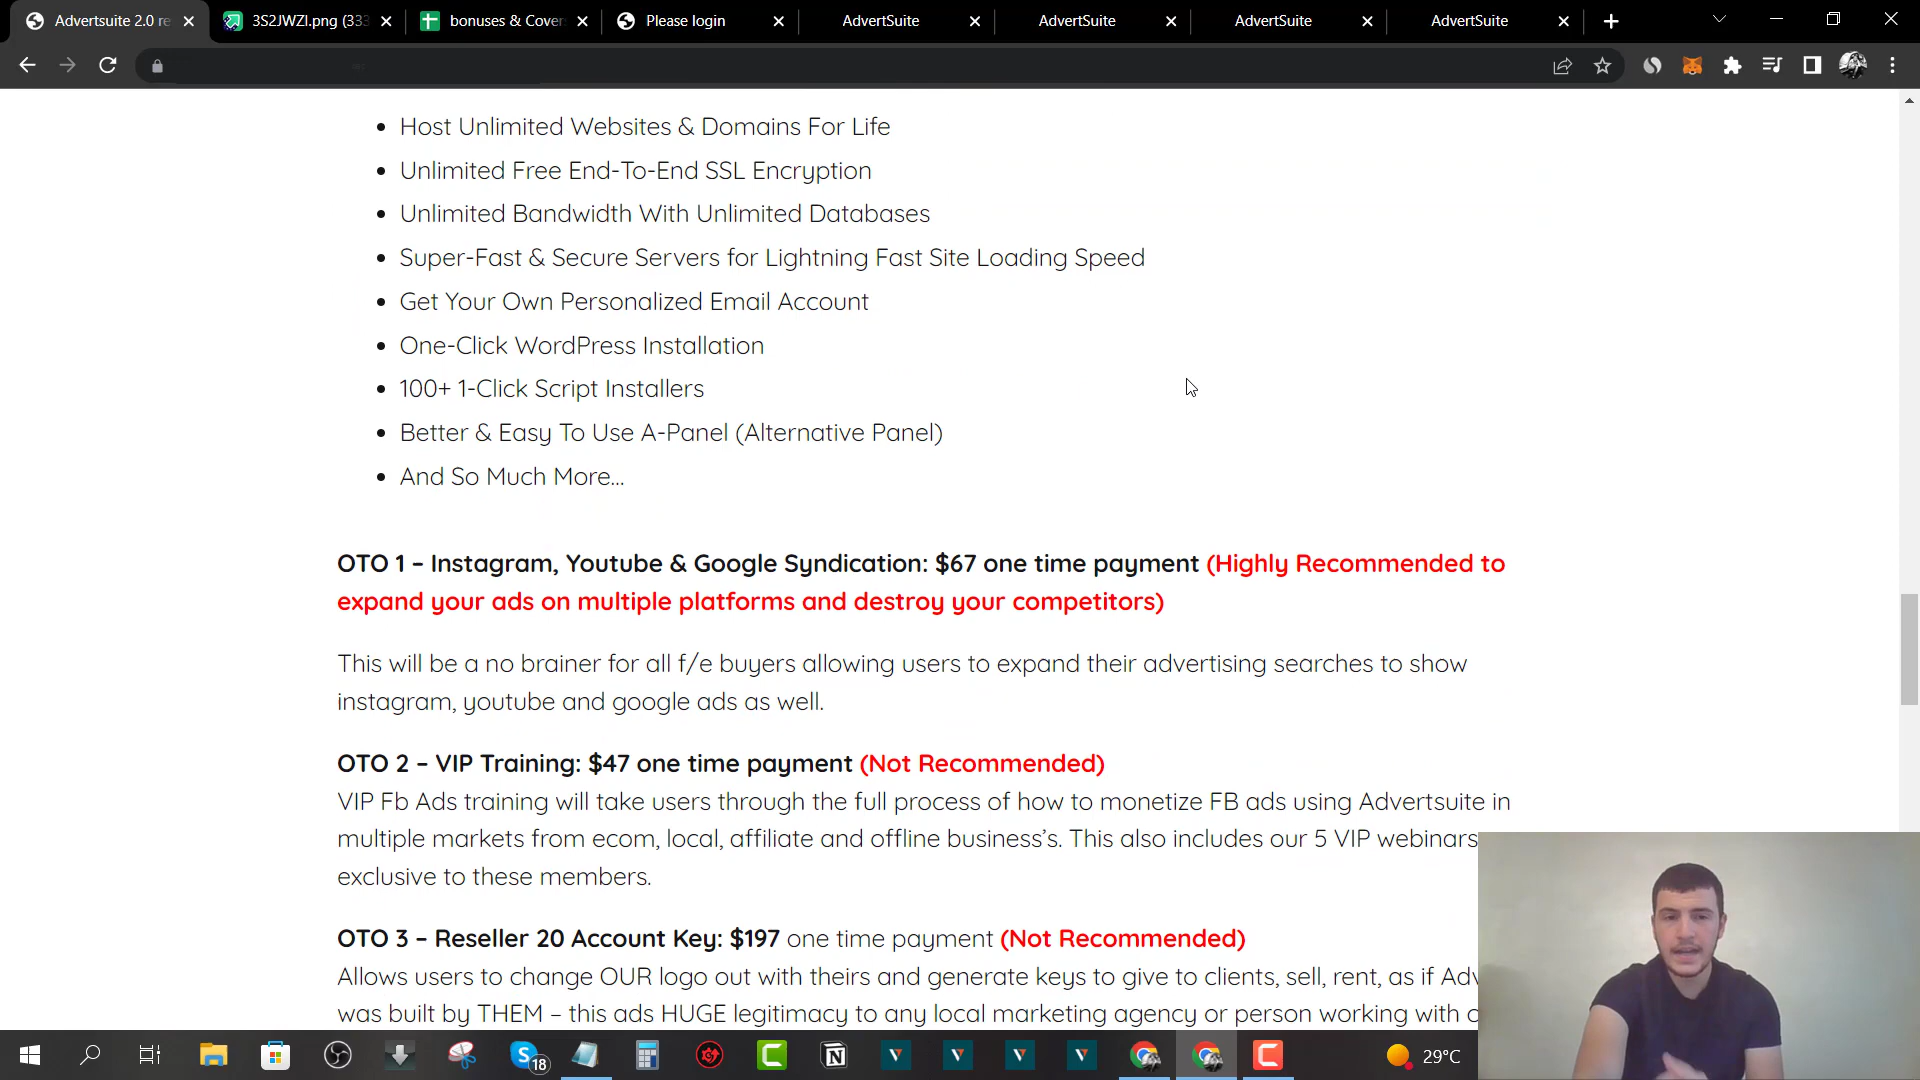 Advertsuite 2.0 re
3S2JWZI.png (333
bonuses & Cover
Please login
AdvertSuite
AdvertSuite
AdvertSuite
AdvertSuite
Host Unlimited Websites & Domains For Life
Unlimited Free End-To-End SSL Encryption
Unlimited Bandwidth With Unlimited Databases
Super-Fast & Secure Servers for Lightning Fast Site Loading Speed
Get Your Own Personalized Email Account
One-Click WordPress Installation
100+ 1-Click Script Installers
Better & Easy To Use A-Panel (Alternative Panel)
And So Much More...
OTO 1 – Instagram, Youtube & Google Syndication: $67 one time payment (Highly Recommended to
expand your ads on multiple platforms and destroy your competitors)
This will be a no brainer for all f/e buyers allowing users to expand their advertising searches to show
instagram, youtube and google ads as well.
OTO 2 – VIP Training: $47 one time payment (Not Recommended)
VIP Fb Ads training will take users through the full process of how to monetize FB ads using Advertsuite in
multiple markets from ecom, local, affiliate and offline business’s. This also includes our 5 VIP webinars
exclusive to these members.
OTO 3 – Reseller 20 Account Key: $197 one time payment (Not Recommended)
Allows users to change OUR logo out with theirs and generate keys to give to clients, sell, rent, as if Adv
was built by THEM – this ads HUGE legitimacy to any local marketing agency or person working with c
18
29°C